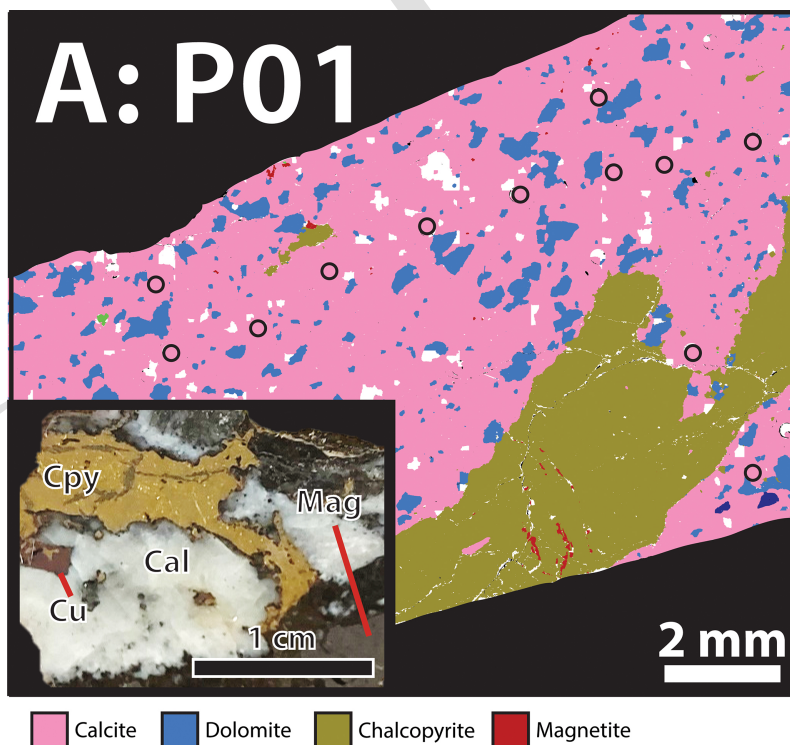 A: P01
Cpy
Mag
Cal
Cu
1 cm
2 mm
Calcite Dolomite Chalcopyrite Magnetite